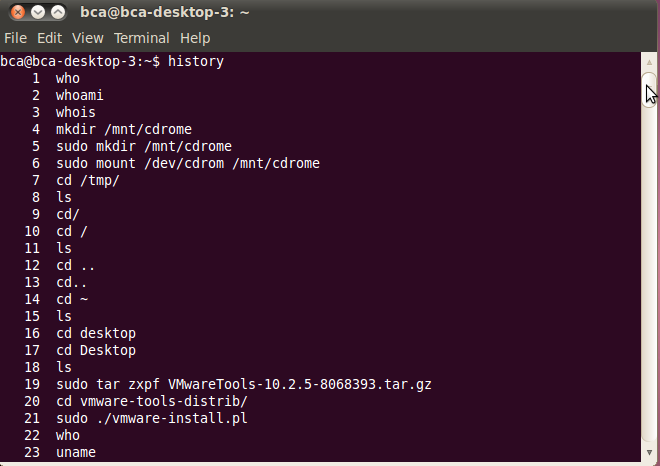 bca@bca-desktop-3: ~
File Edit View Terminal Help
bca@bca-desktop-3:~$ history
1 who
2 whoami
3 whois
4 mkdir /mnt/cdrome
5 sudo mkdir /mnt/cdrome
6 sudo mount /dev/cdrom /mnt/cdrome
7 cd /tmp/
8 ls
9 cd/
10 cd /
11 ls
12 cd ..
13 cd..
14 cd ~
15 ls
16 cd desktop
17 cd Desktop
18 ls
19 sudo tar zxpf VMwareTools-10.2.5-8068393.tar.gz
20 cd vmware-tools-distrib/
21 sudo ./vmware-install.pl
22 who
23 uname